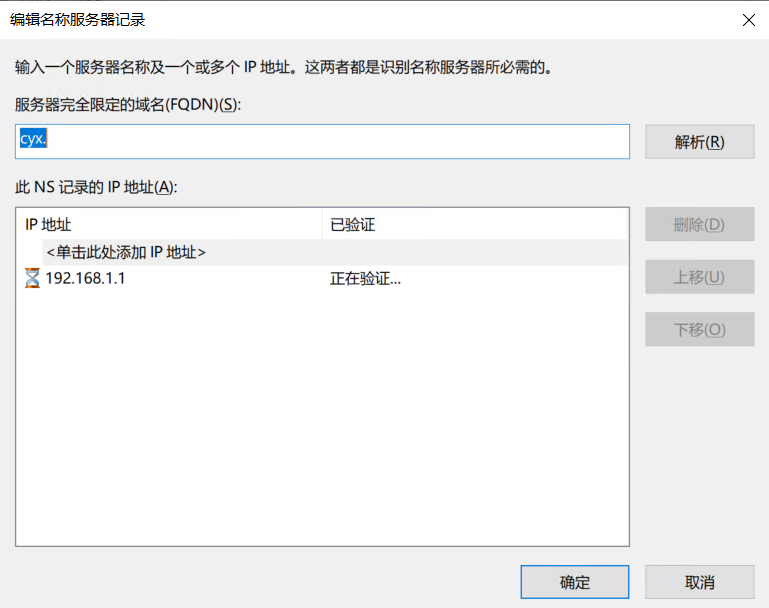 编辑名称服务器记录
输入一个服务器名称及一个或多个 IP 地址。这两者都是识别名称服务器所必需的。
服务器完全限定的域名(FQDN)(S):
cyx.
解析(R)
此 NS 记录的 IP 地址(A):
IP 地址 已验证
<单击此处添加 IP 地址>
192.168.1.1 正在验证...
删除(D)
上移(U)
下移(O)
确定 取消